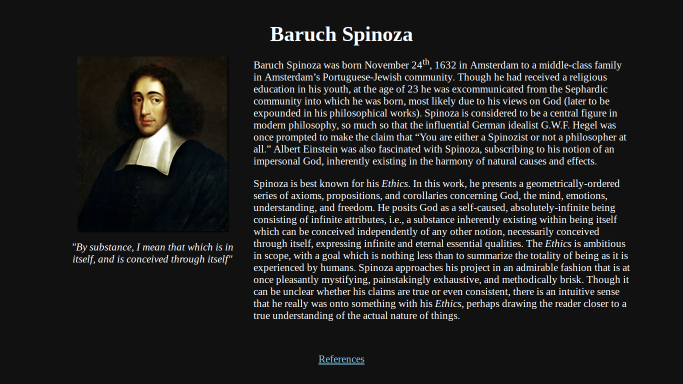 Baruch Spinoza
Baruch Spinoza was born November 24th, 1632 in Amsterdam to a middle-class family
in Amsterdam's Portuguese-Jewish community. Though he had received a religious
education in his youth, at the age of 23 he was excommunicated from the Sephardic
community into which he was born, most likely due to his views on God (later to be
expounded in his philosophical works). Spinoza is considered to be a central figure in
modern philosophy, so much so that the influential German idealist G.W.F. Hegel was
once prompted to make the claim that “You are either a Spinozist or not a philosopher at
all.” Albert Einstein was also fascinated with Spinoza, subscribing to his notion of an
impersonal God, inherently existing in the harmony of natural causes and effects.
Spinoza is best known for his Ethics. In this work, he presents a geometrically-ordered
series of axioms, propositions, and corollaries concerning God, the mind, emotions,
understanding, and freedom. He posits God as a self-caused, absolutely-infinite being
consisting of infinite attributes, i.e., a substance inherently existing within being itself
which can be conceived independently of any other notion, necessarily conceived
through itself, expressing infinite and eternal essential qualities. The Ethics is ambitious
in scope, with a goal which is nothing less than to summarize the totality of being as it is
experienced by humans. Spinoza approaches his project in an admirable fashion that is at
once pleasantly mystifying, painstakingly exhaustive, and methodically brisk. Though it
can be unclear whether his claims are true or even consistent, there is an intuitive sense
that he really was onto something with his Ethics, perhaps drawing the reader closer to a
true understanding of the actual nature of things.
"By substance, I mean that which is in
itself, and is conceived through itself"
References